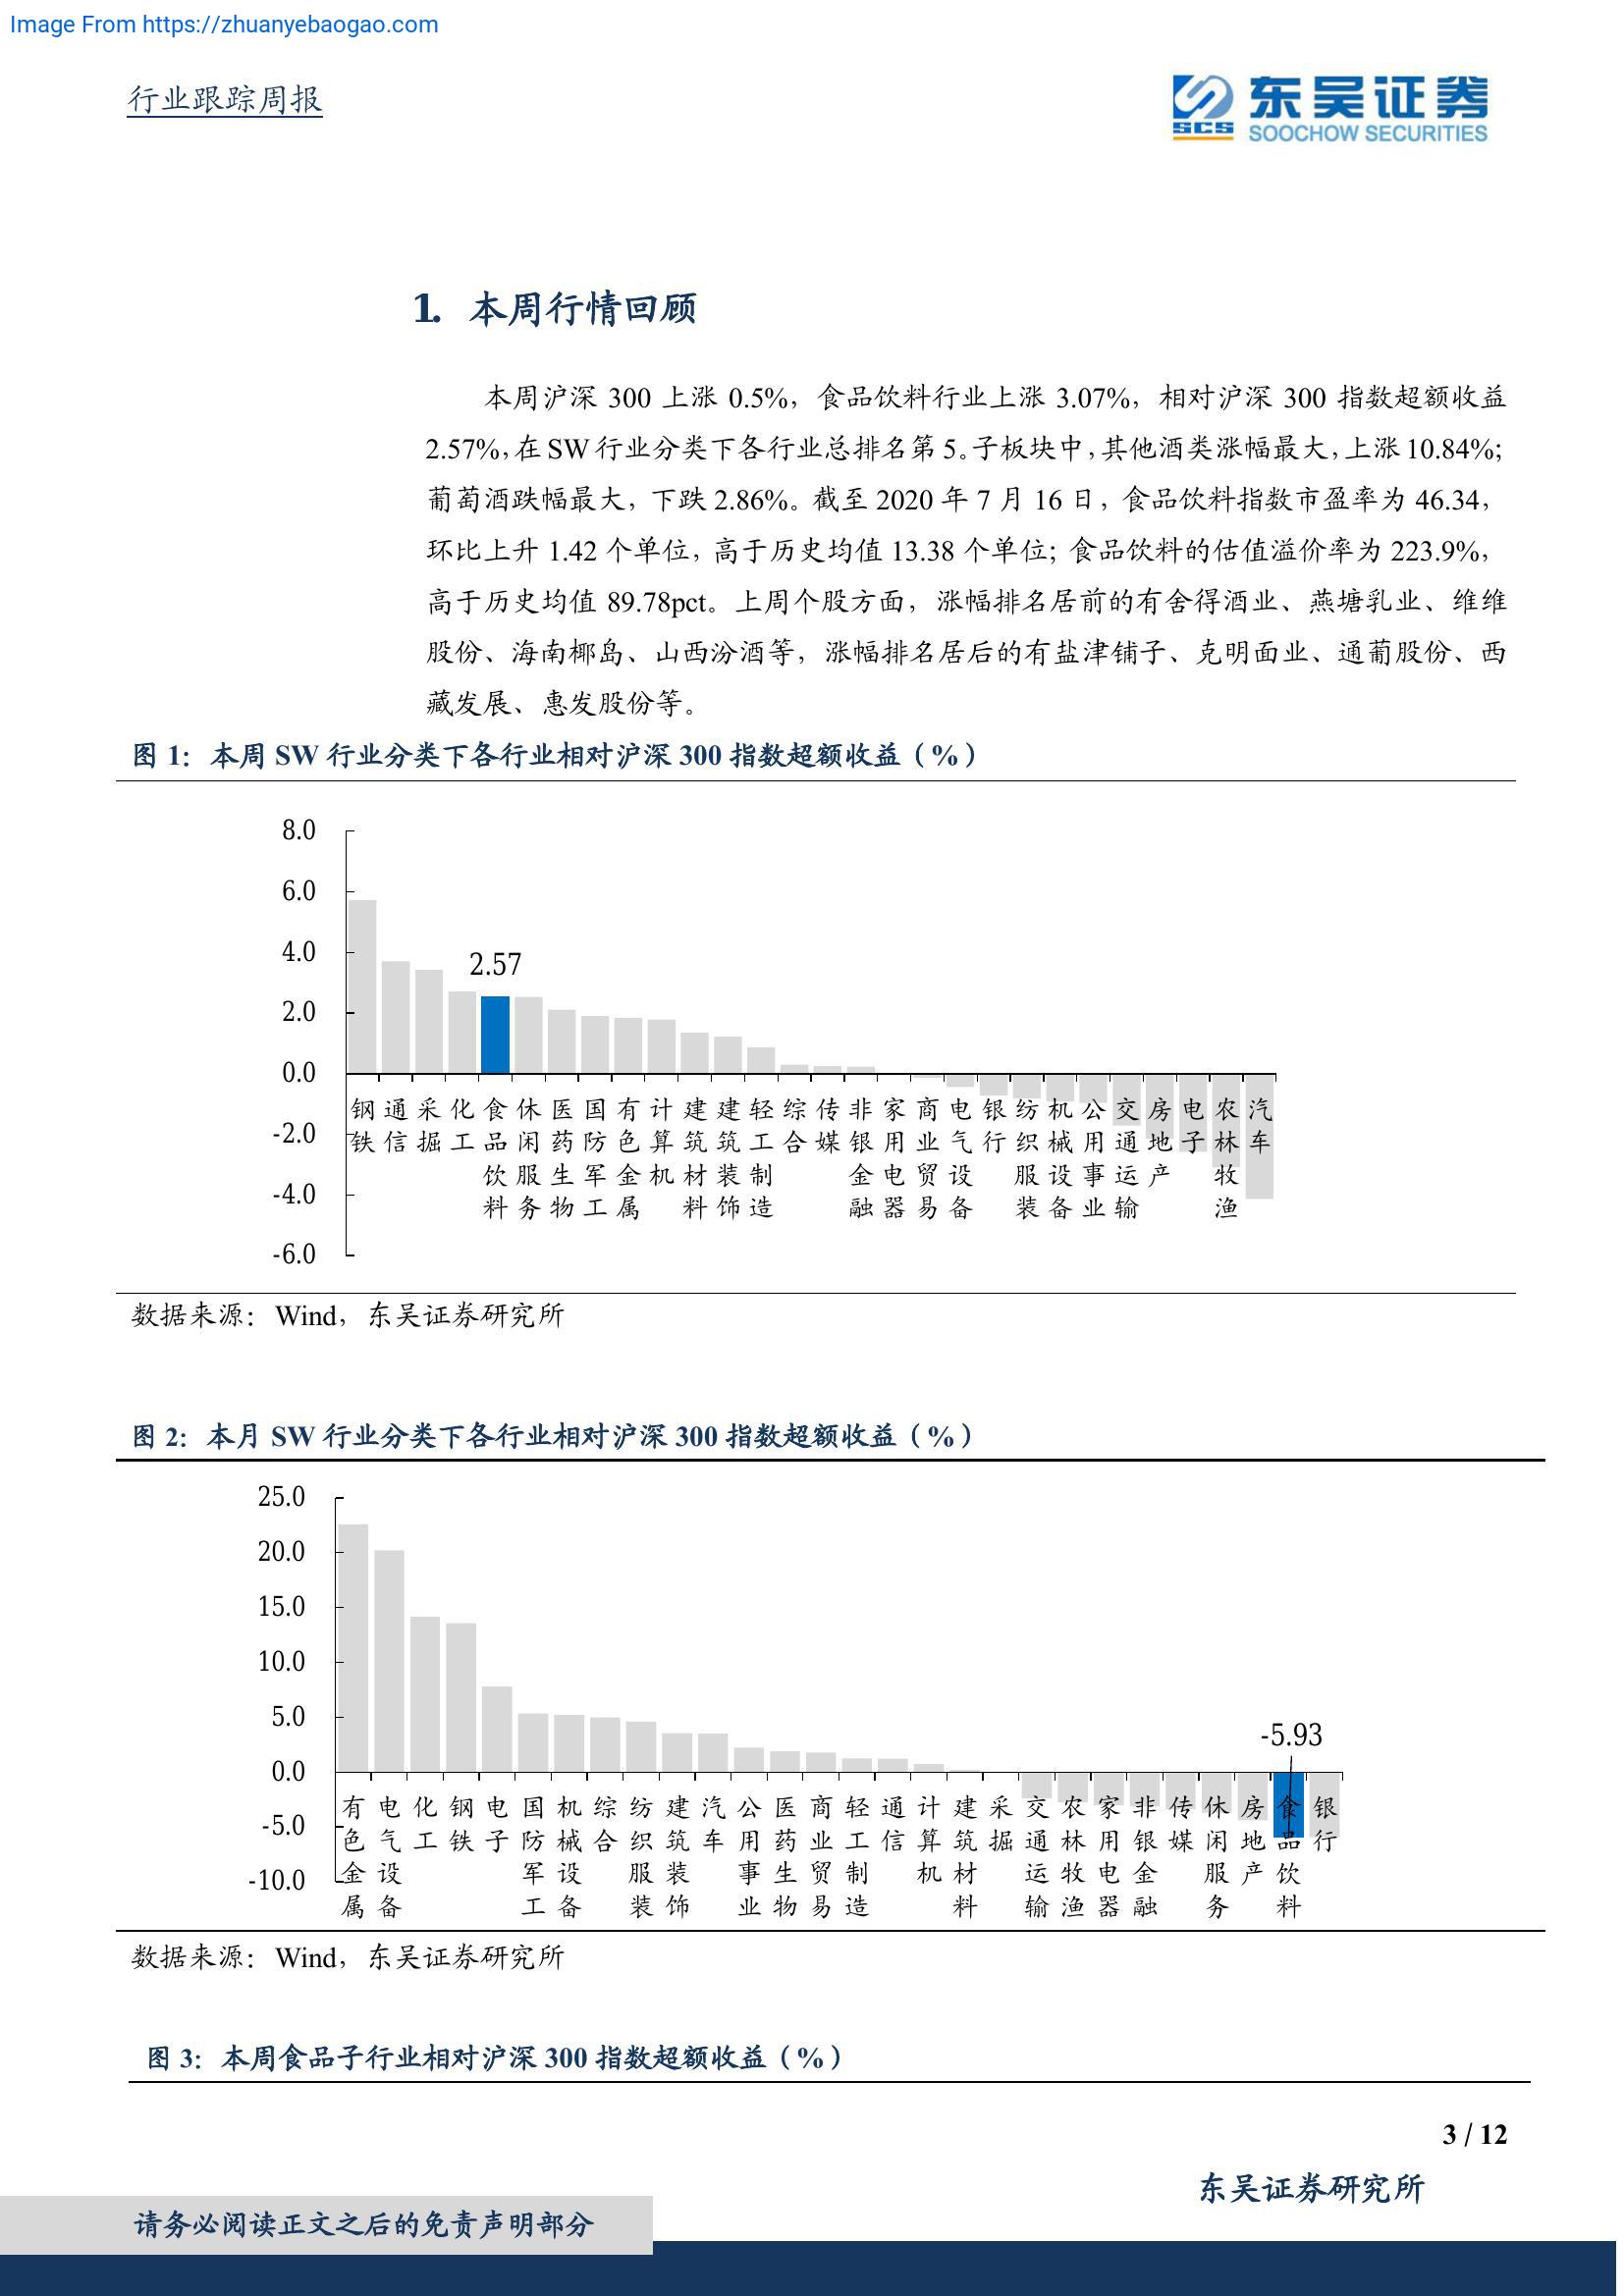 Image From https://zhuanyebaogao.com
行业跟踪周报
东吴证券
SCS
SOOCHOW SECURITIES
1. 本周行情回顾
本周沪深 300 上涨 0.5%，食品饮料行业上涨 3.07%，相对沪深 300 指数超额收益
2.57%，在 SW 行业分类下各行业总排名第 5。子板块中，其他酒类涨幅最大，上涨 10.84%；
葡萄酒跌幅最大，下跌 2.86%。截至 2020 年 7 月 16 日，食品饮料指数市盈率为 46.34，
环比上升 1.42 个单位，高于历史均值 13.38 个单位；食品饮料的估值溢价率为 223.9%，
高于历史均值 89.78pct。上周个股方面，涨幅排名居前的有舍得酒业、燕塘乳业、维维
股份、海南椰岛、山西汾酒等，涨幅排名居后的有盐津铺子、克明面业、通葡股份、西
藏发展、惠发股份等。
图 1：本周 SW 行业分类下各行业相对沪深 300 指数超额收益（%）
8.0
6.0
4.0
2.0
0.0
-2.0
-4.0
-6.0
2.57
钢铁
通信
采掘
化工
食品饮料
休闲服务
医药生物
国防军工
有色金属
计算机
建筑材料
建筑装饰
轻工制造
综合
传媒
非银金融
家用电器
商业贸易
电气设备
银行
纺织服装
机械设备
公用事业
交通运输
房地产
电子
农林牧渔
汽车
数据来源：Wind，东吴证券研究所
图 2：本月 SW 行业分类下各行业相对沪深 300 指数超额收益（%）
25.0
20.0
15.0
10.0
5.0
0.0
-5.0
-10.0
-5.93
有色金属
电气设备
化工
钢铁
电子
国防军工
机械设备
综合
纺织服装
建筑装饰
汽车
公用事业
医药生物
商业贸易
轻工制造
通信
计算机
建筑材料
采掘
交通运输
农林牧渔
家用电器
非银金融
传媒
休闲服务
房地产
食品饮料
银行
数据来源：Wind，东吴证券研究所
图 3：本周食品子行业相对沪深 300 指数超额收益（%）
3 / 12
东吴证券研究所
请务必阅读正文之后的免责声明部分